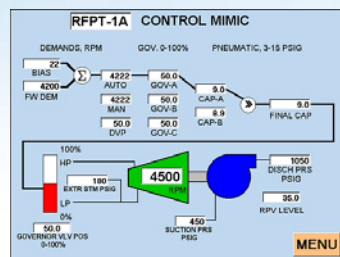 RFPT-1A CONTROL MIMIC
DEMANDS, RPM GOV. 0-100% PNEUMATIC, 3-15 PSIG
22
BIAS
4200
FW DEM
Σ
4222
AUTO
4222
MAN
50.0
DVP
50.0
GOV-A
50.0
GOV-B
50.0
GOV-C
9.0
CAP-A
8.9
CAP-B
»
9.0
FINAL CAP
100%
HP
180
EXTR STM PSIG
LP
0%
50.0
GOVERNOR VLV POS
0-100%
4500
RPM
450
SUCTION PRS
PSIG
1050
DISCH PRS
PSIG
35.0
RPV LEVEL
MENU